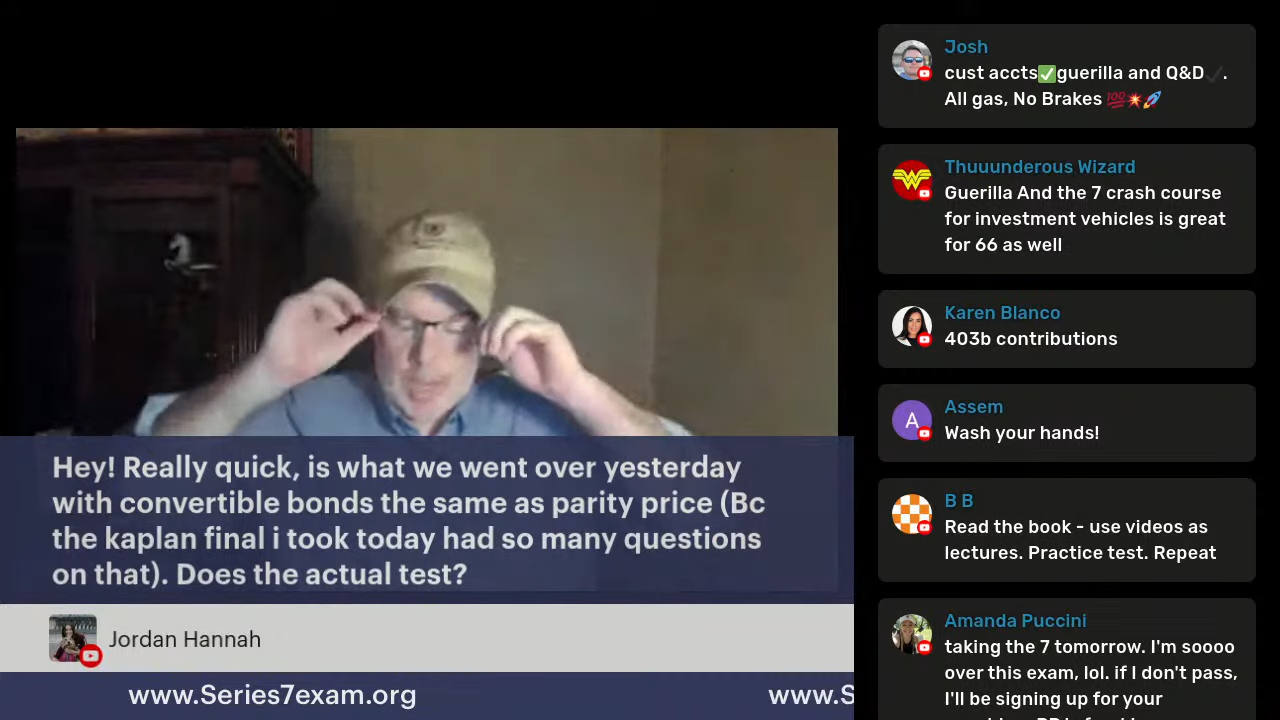 Hey! Really quick, is what we went over yesterday
with convertible bonds the same as parity price (Bc
the kaplan final i took today had so many questions
on that). Does the actual test?
Jordan Hannah
www.Series7exam.org
www.S
Josh
cust accts✅guerilla and Q&D✔.
All gas, No Brakes 💯💥🚀
Thuuunderous Wizard
Guerilla And the 7 crash course
for investment vehicles is great
for 66 as well
Karen Blanco
403b contributions
Assem
A
Wash your hands!
B B
Read the book - use videos as
lectures. Practice test. Repeat
Amanda Puccini
taking the 7 tomorrow. I'm soooo
over this exam, lol. if I don't pass,
I'll be signing up for your